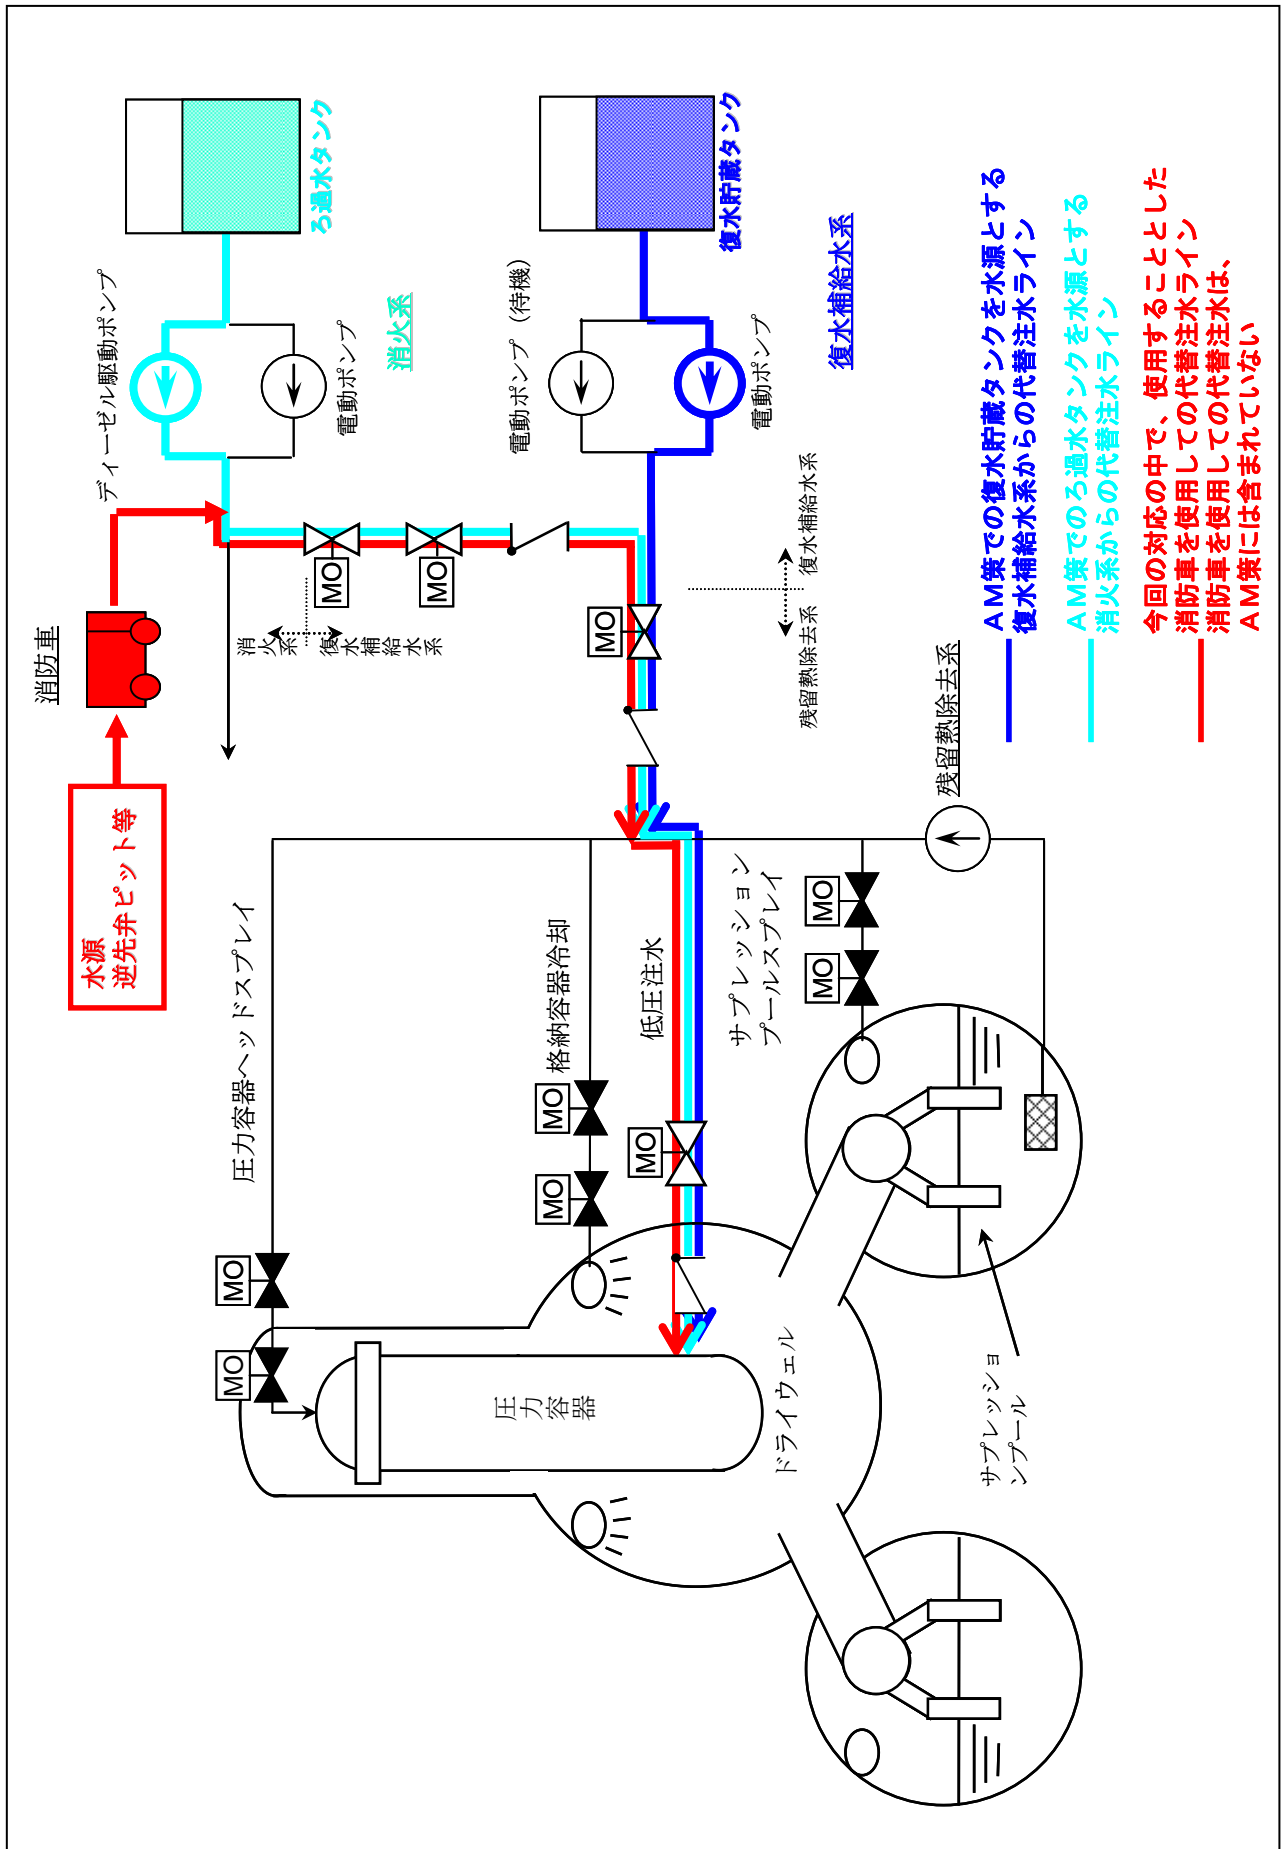 消防車
水源
逆先弁ピット等
ディーゼル駆動ポンプ
電動ポンプ
ろ過水タンク
消火系
電動ポンプ（待機）
電動ポンプ
復水貯蔵タンク
復水補給水系
MO
MO
消火系
復水補給水系
MO
残留熱除去系
復水補給水系
圧力容器ヘッドスプレイ
MO
MO
格納容器冷却
MO
MO
低圧注水
MO
サプレッション
プールスプレイ
MO
MO
残留熱除去系
圧力容器
ドライウェル
サプレッショ
ンプール
ＡＭ策での復水貯蔵タンクを水源とする
復水補給水系からの代替注水ライン
ＡＭ策でのろ過水タンクを水源とする
消火系からの代替注水ライン
今回の対応の中で、使用することとした
消防車を使用しての代替注水ライン
消防車を使用しての代替注水は、
ＡＭ策には含まれていない